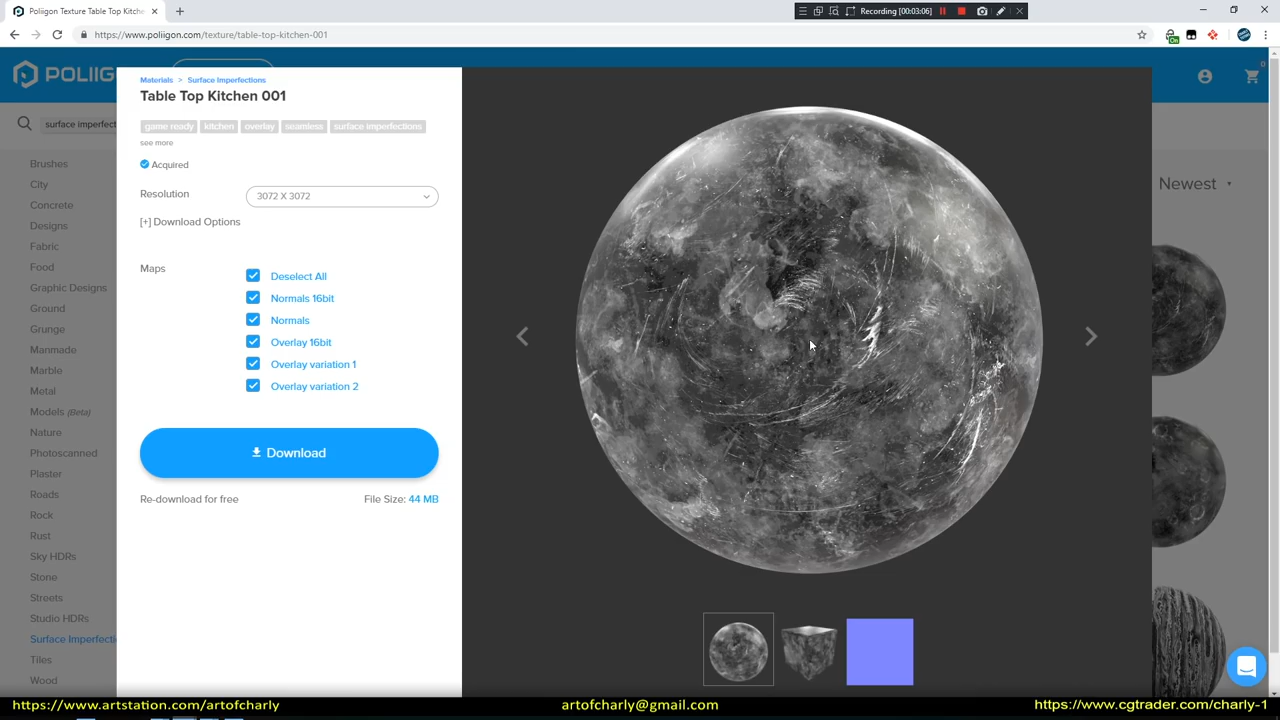 Poliigon Texture Table Top Kitche
Recording [00:03:06]
https://www.poliigon.com/texture/table-top-kitchen-001
On
POLIIG
0
surface imperfect
Brushes
City
Concrete
Designs
Fabric
Food
Graphic Designs
Ground
Grunge
Manmade
Marble
Metal
Models (Beta)
Nature
Photoscanned
Plaster
Roads
Rock
Rust
Sky HDRs
Stone
Streets
Studio HDRs
Surface Imperfecti
Tiles
Wood
Materials > Surface Imperfections
Table Top Kitchen 001
game ready kitchen overlay seamless surface imperfections
see more
Acquired
Resolution 3072 X 3072
[+] Download Options
Maps
Deselect All
Normals 16bit
Normals
Overlay 16bit
Overlay variation 1
Overlay variation 2
Download
Re-download for free File Size: 44 MB
Newest
https://www.artstation.com/artofcharly artofcharly@gmail.com https://www.cgtrader.com/charly-1